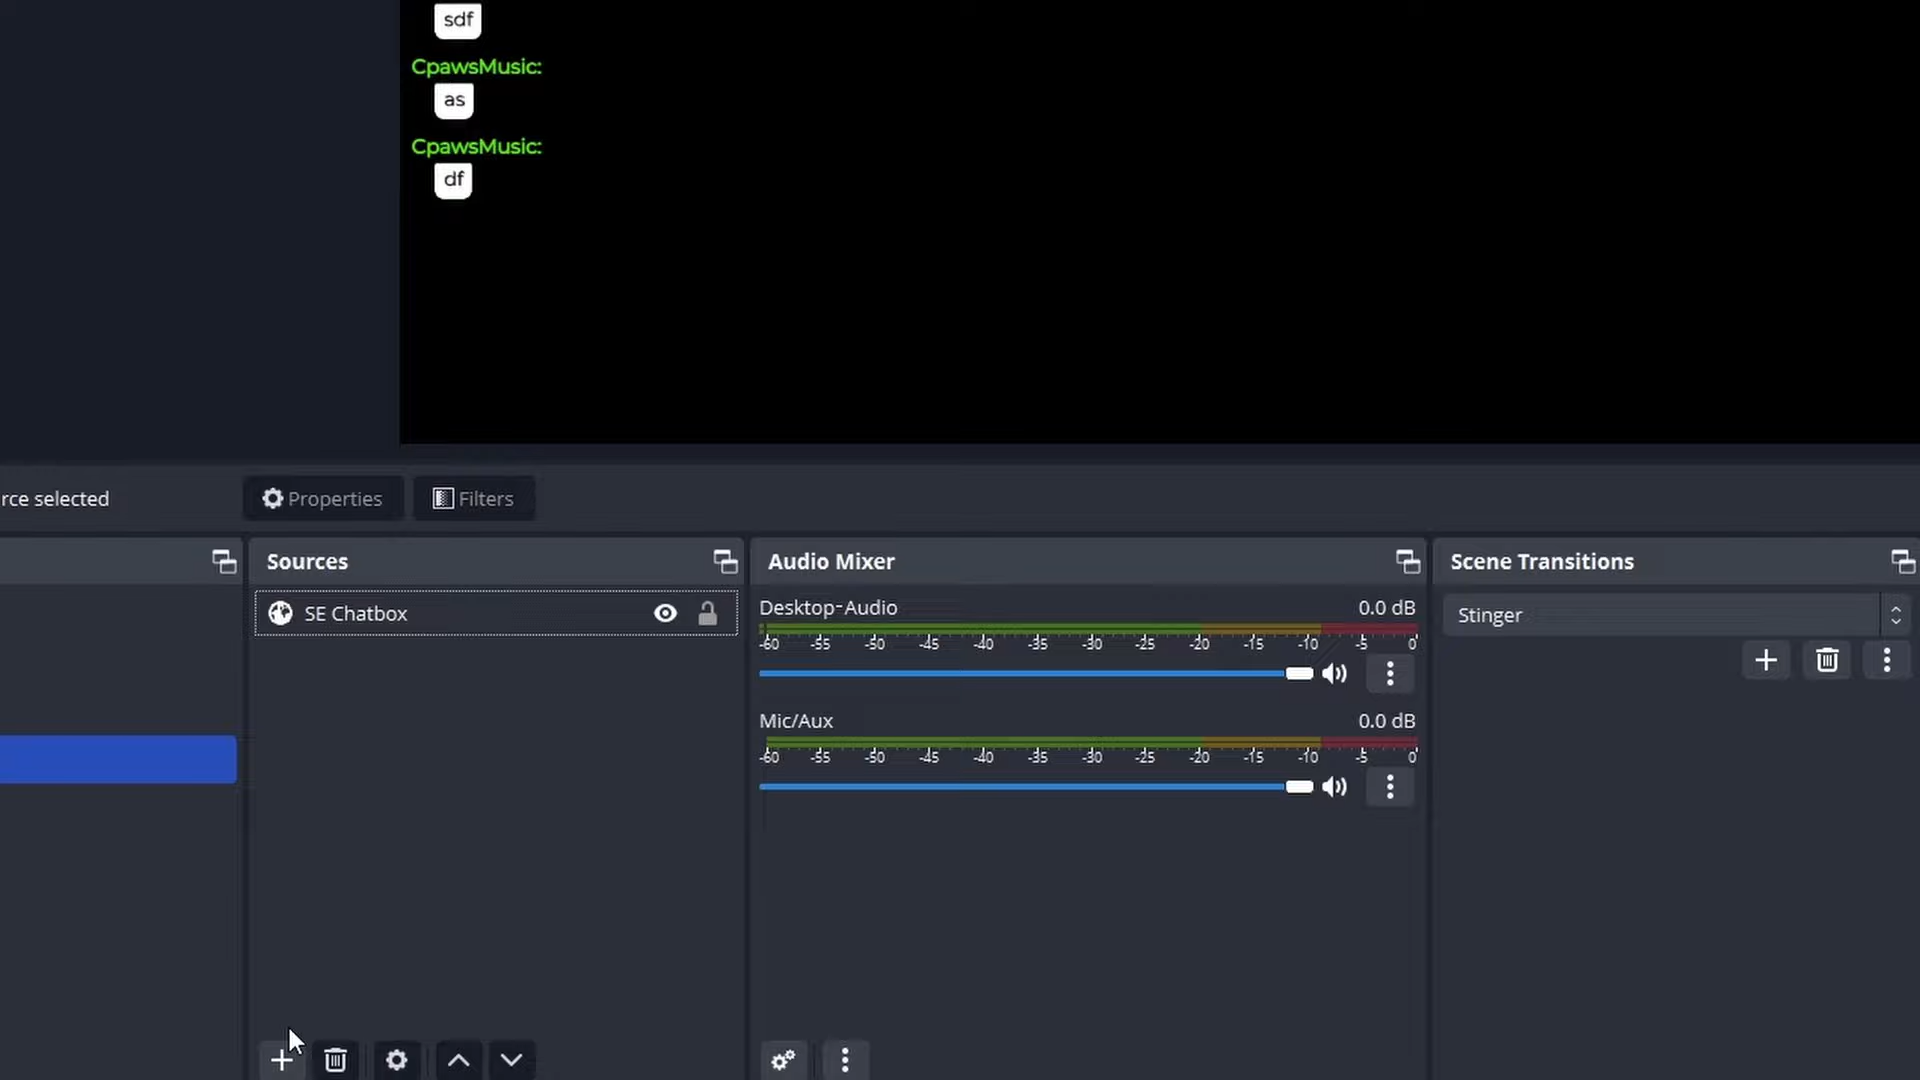 sdf
CpawsMusic:
as
CpawsMusic:
df
rce selected
Properties
Filters
Sources
Audio Mixer
Scene Transitions
SE Chatbox
Desktop-Audio
0.0 dB
-60 -55 -50 -45 -40 -35 -30 -25 -20 -15 -10 -5 0
Mic/Aux
0.0 dB
-60 -55 -50 -45 -40 -35 -30 -25 -20 -15 -10 -5 0
Stinger